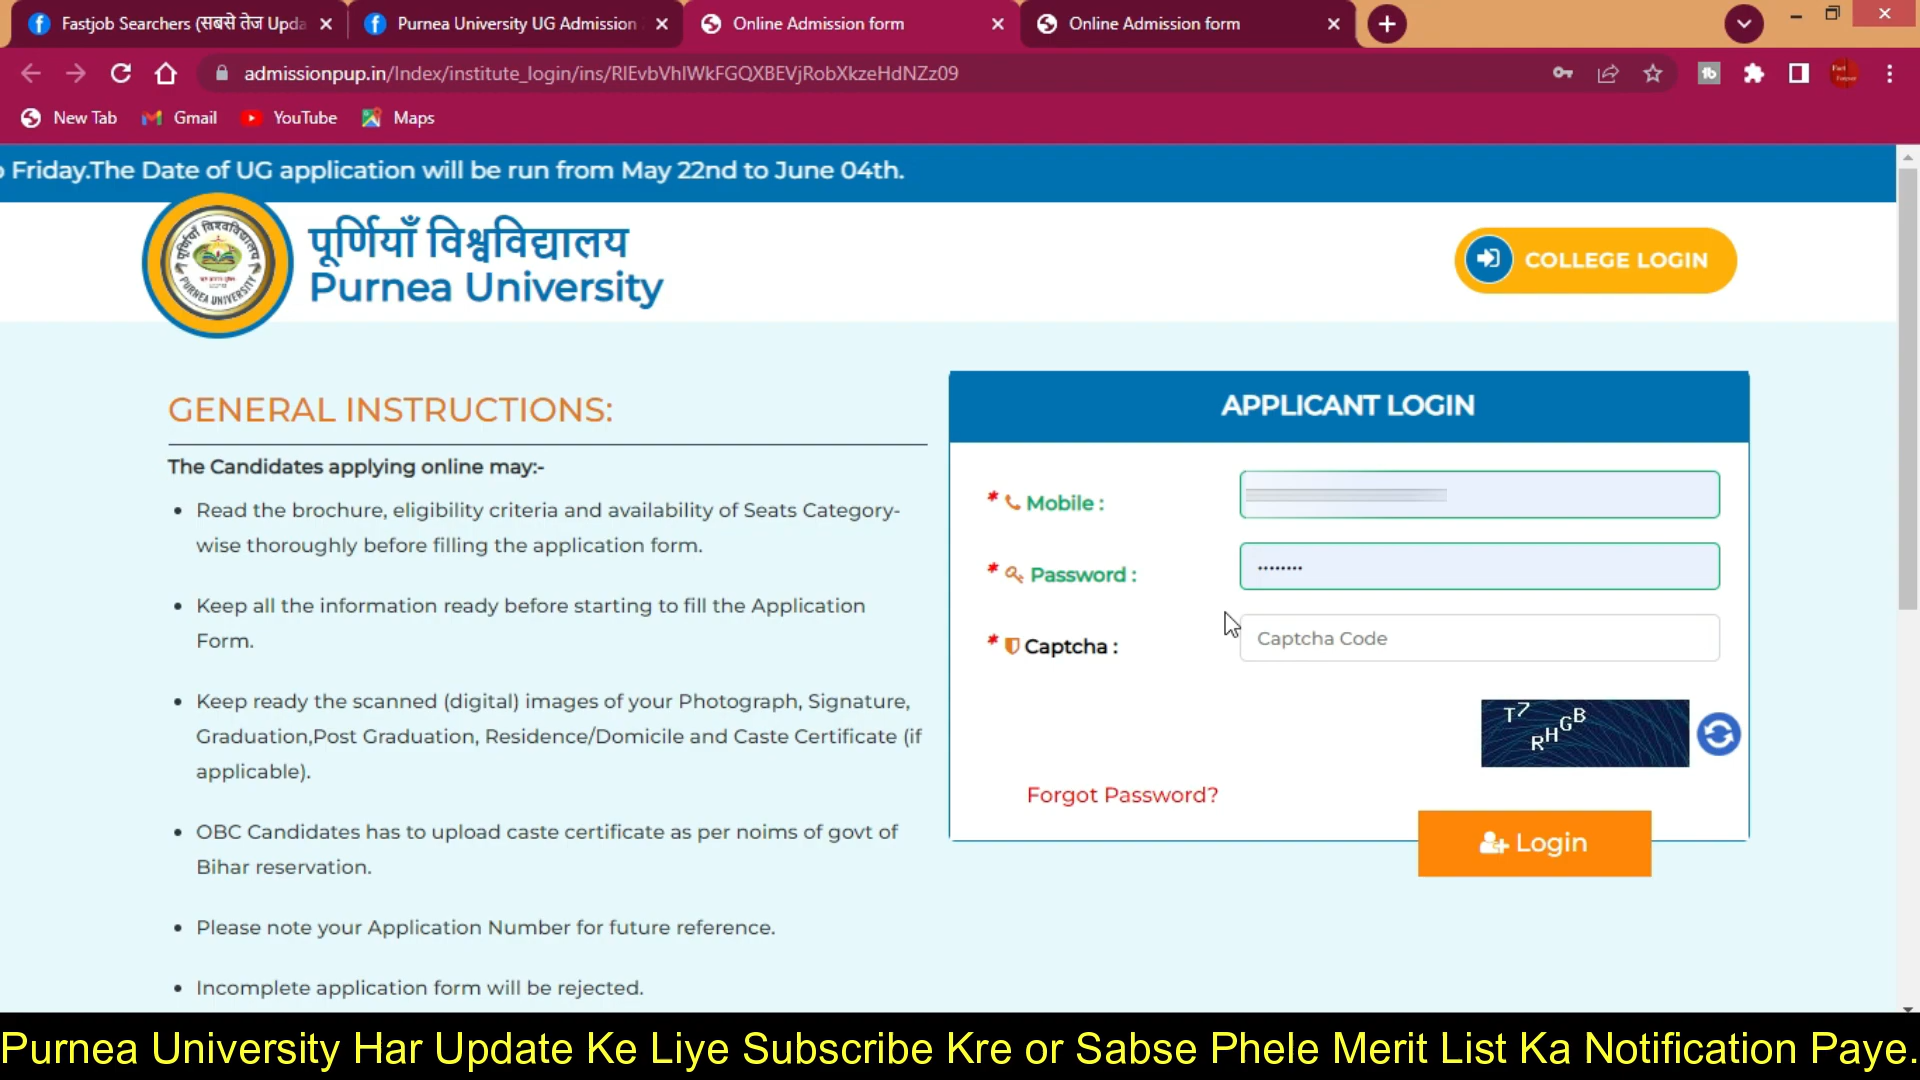 Fastjob Searchers (सबसे तेज Upda
Purnea University UG Admission
Online Admission form
Online Admission form
admissionpup.in/Index/institute_login/ins/RlEvbVhlWkFGQXBEVjRobXkzeHdNZz09
New Tab
Gmail
YouTube
Maps
Friday.The Date of UG application will be run from May 22nd to June 04th.
पूर्णियाँ विश्वविद्यालय
Purnea University
पूर्णियाँ विश्वविद्यालय
PURNEA UNIVERSITY
COLLEGE LOGIN
GENERAL INSTRUCTIONS:
The Candidates applying online may:-
Read the brochure, eligibility criteria and availability of Seats Category-
wise thoroughly before filling the application form.
Keep all the information ready before starting to fill the Application
Form.
Keep ready the scanned (digital) images of your Photograph, Signature,
Graduation,Post Graduation, Residence/Domicile and Caste Certificate (if
applicable).
OBC Candidates has to upload caste certificate as per noims of govt of
Bihar reservation.
Please note your Application Number for future reference.
Incomplete application form will be rejected.
APPLICANT LOGIN
* Mobile :
* Password :
* Captcha :
Captcha Code
T7RHGB
Forgot Password?
Login
Purnea University Har Update Ke Liye Subscribe Kre or Sabse Phele Merit List Ka Notification Paye.